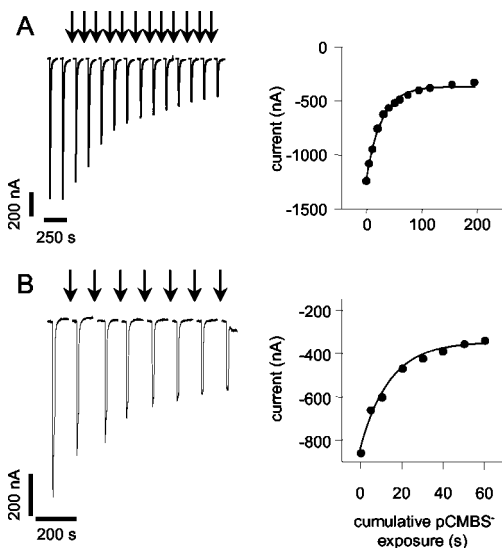 A
200 nA
250 s
current (nA)
0
-500
-1000
-1500
0
100
200
B
200 nA
200 s
current (nA)
-200
-400
-600
-800
0
20
40
60
cumulative pCMBS-
exposure (s)